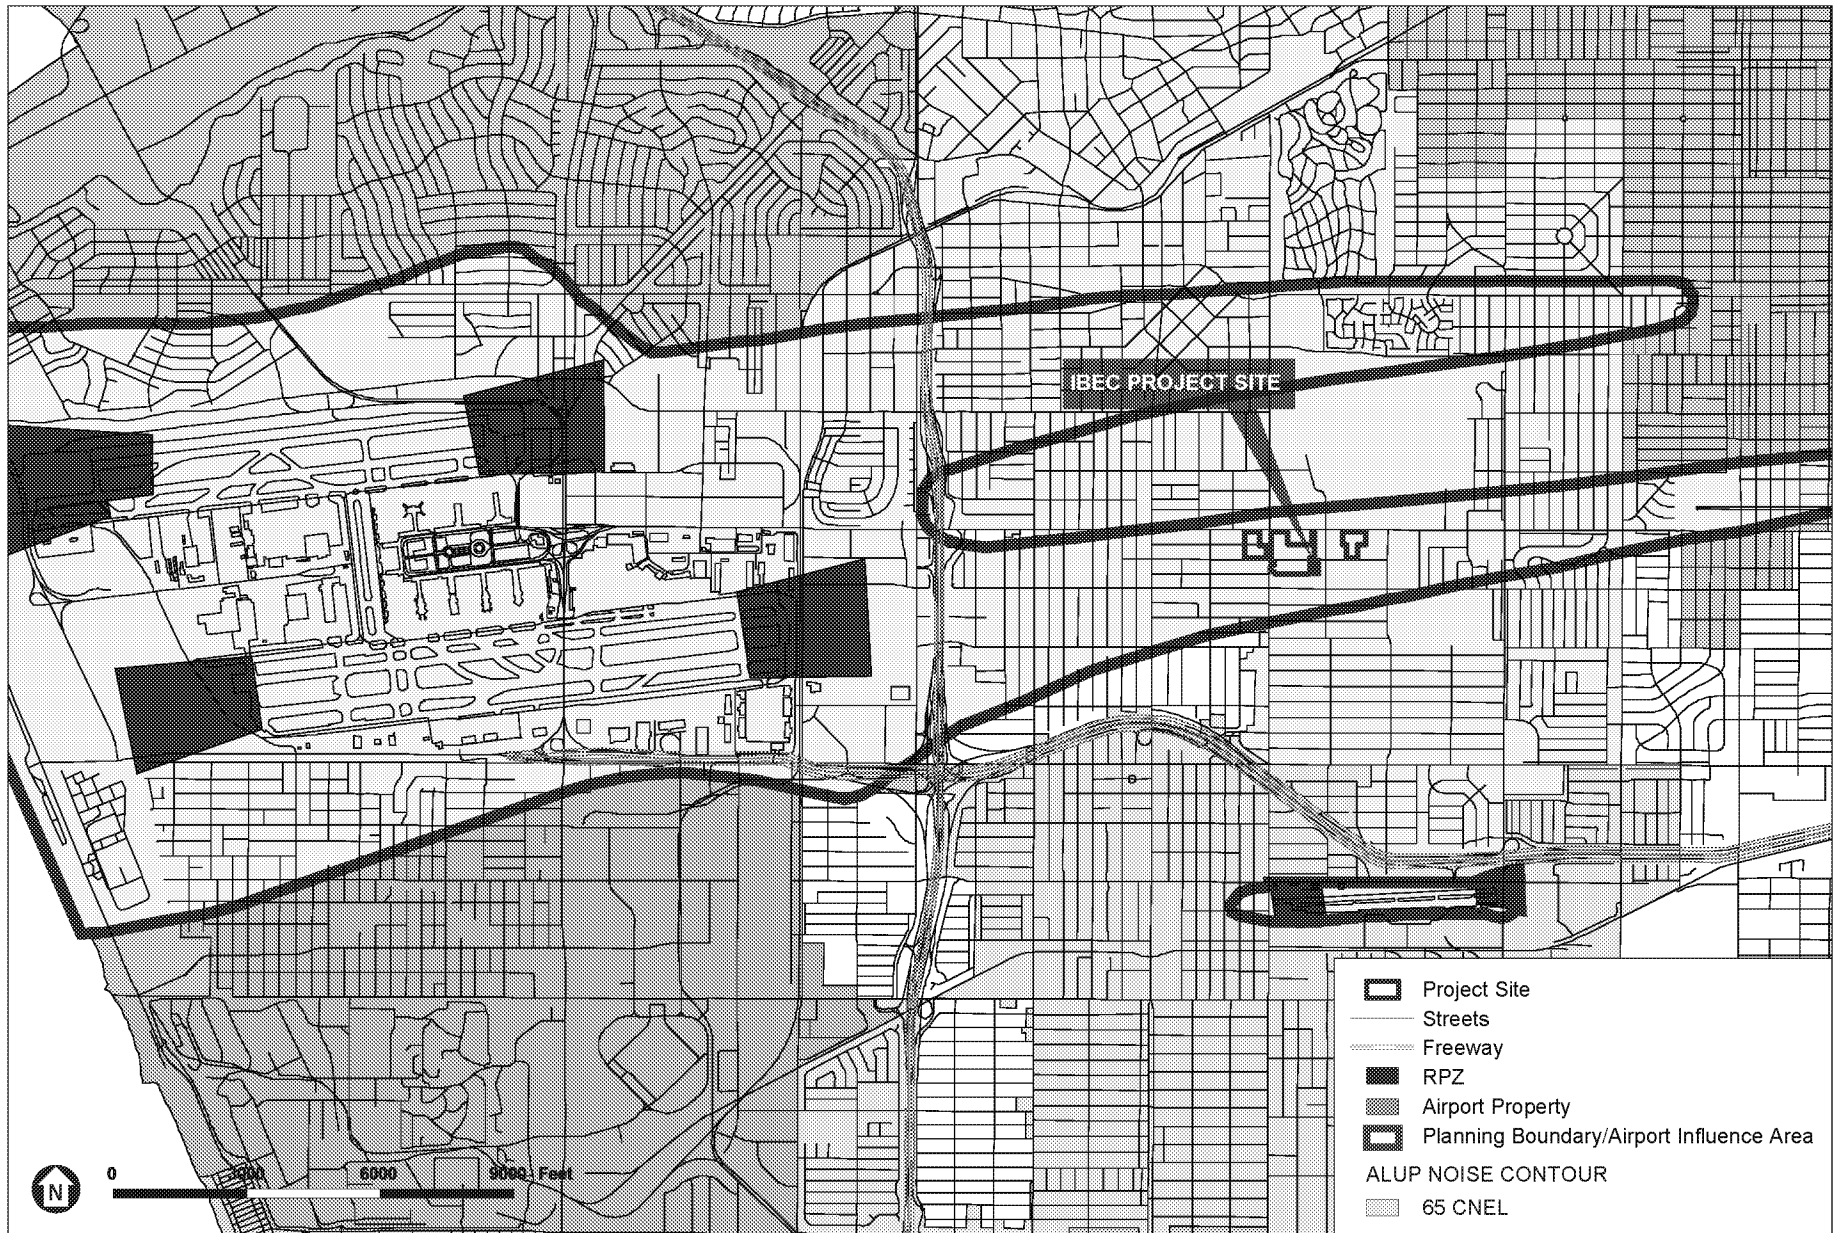 IBEC PROJECT SITE
Project Site
Streets
Freeway
RPZ
Airport Property
Planning Boundary/Airport Influence Area
ALUP NOISE CONTOUR
65 CNEL
N
0 3000 6000 9000 Feet